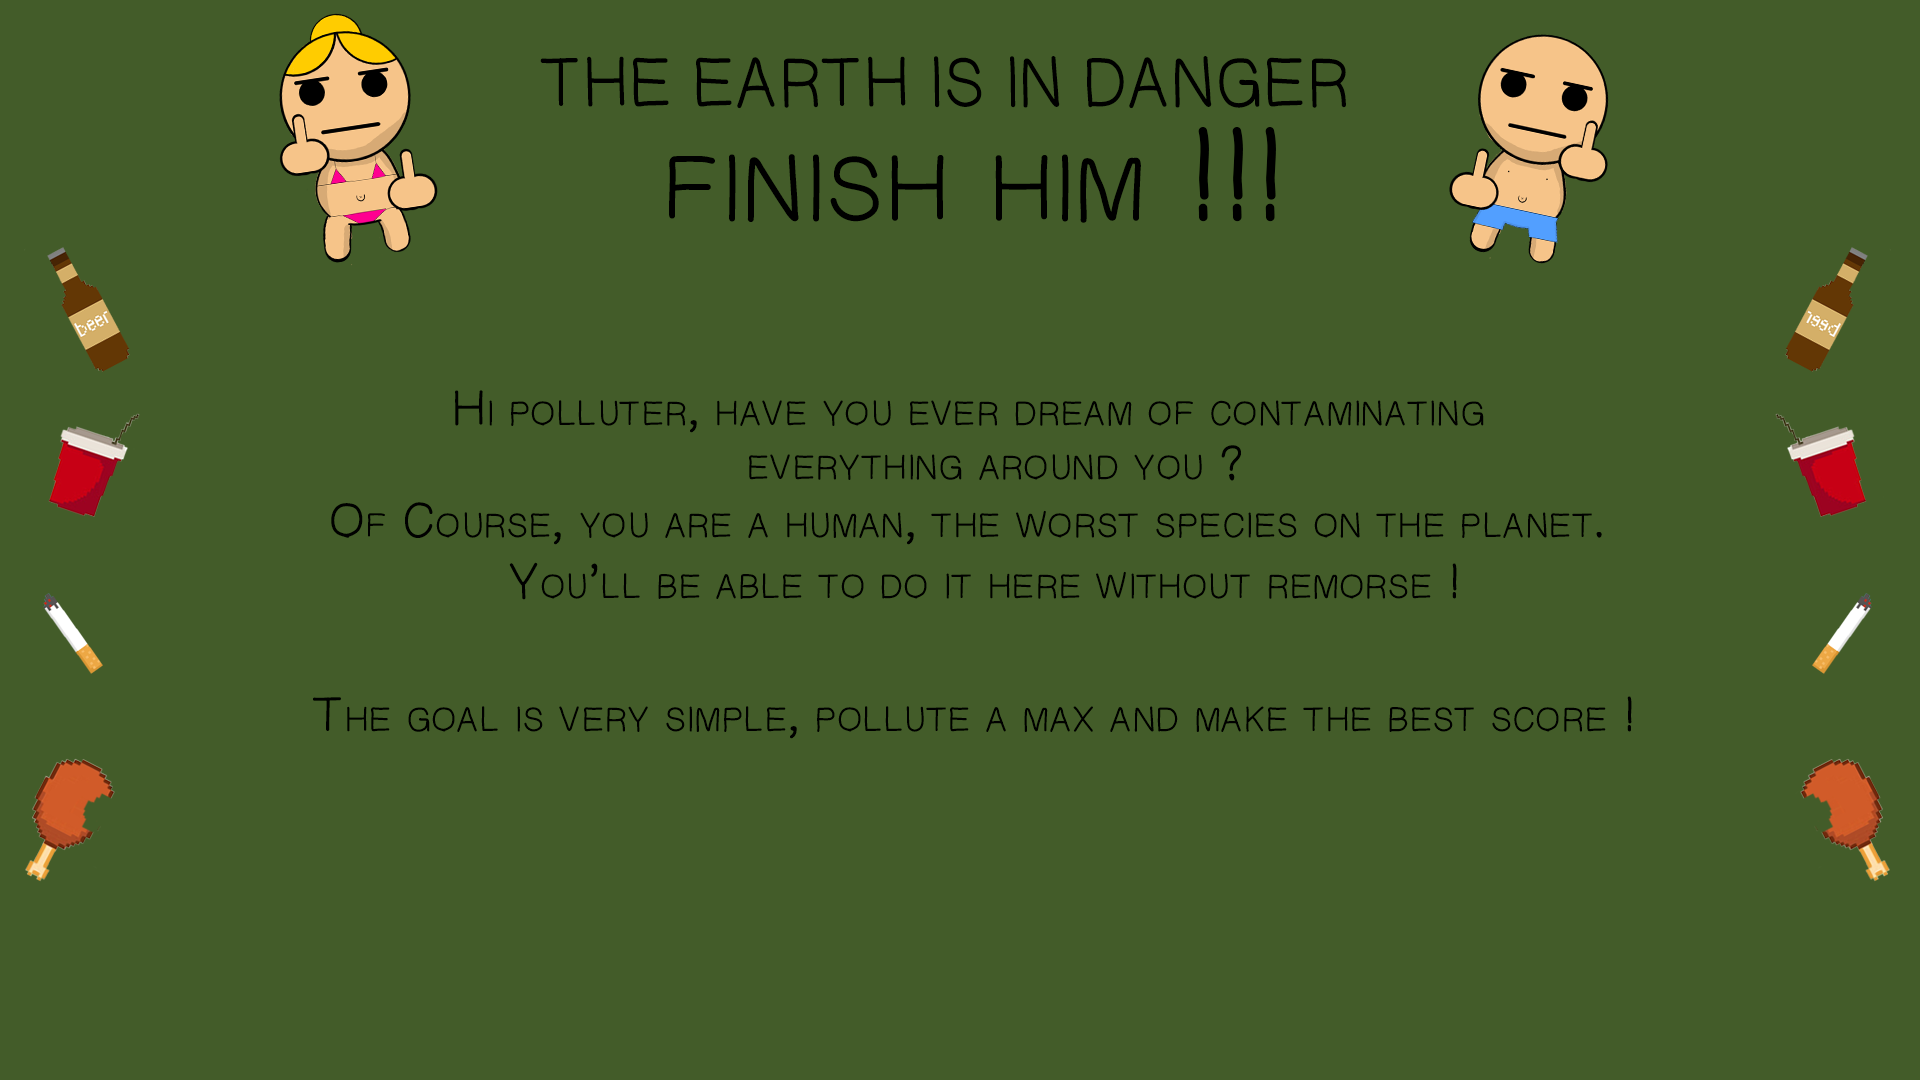 THE EARTH IS IN DANGER
FINISH HIM !!!
beer
beer
Hi polluter, have you ever dream of contaminating
everything around you ?
Of Course, you are a human, the worst species on the planet.
You'll be able to do it here without remorse !
The goal is very simple, pollute a max and make the best score !